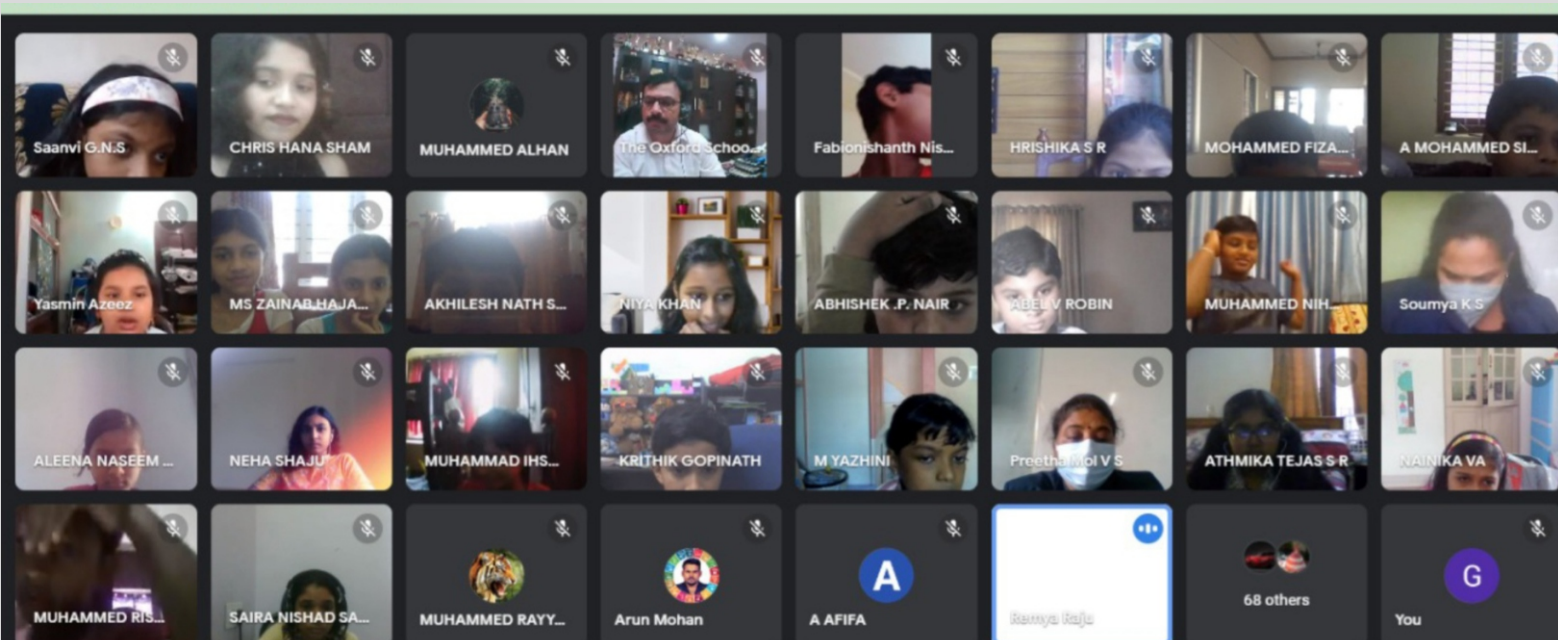 Saanvi G.N.S
CHRIS HANA SHAM
MUHAMMED ALHAN
The Oxford Schoo...
Fabionishanth Nis...
HRISHIKA S R
MOHAMMED FIZA...
A MOHAMMED SI...
Yasmin Azeez
MS ZAINAB HAJA...
AKHILESH NATH S...
NIYA KHAN
ABHISHEK .P. NAIR
ABEL V ROBIN
MUHAMMED NIH...
Soumya K S
ALEENA NASEEM ...
NEHA SHAJU
MUHAMMAD IHS...
KRITHIK GOPINATH
M YAZHINI
Preetha Mol V S
ATHMIKA TEJAS S R
NAINIKA VA
MUHAMMED RIS...
SAIRA NISHAD SA...
MUHAMMED RAYY...
Arun Mohan
A
A AFIFA
Remya Raju
68 others
G
You